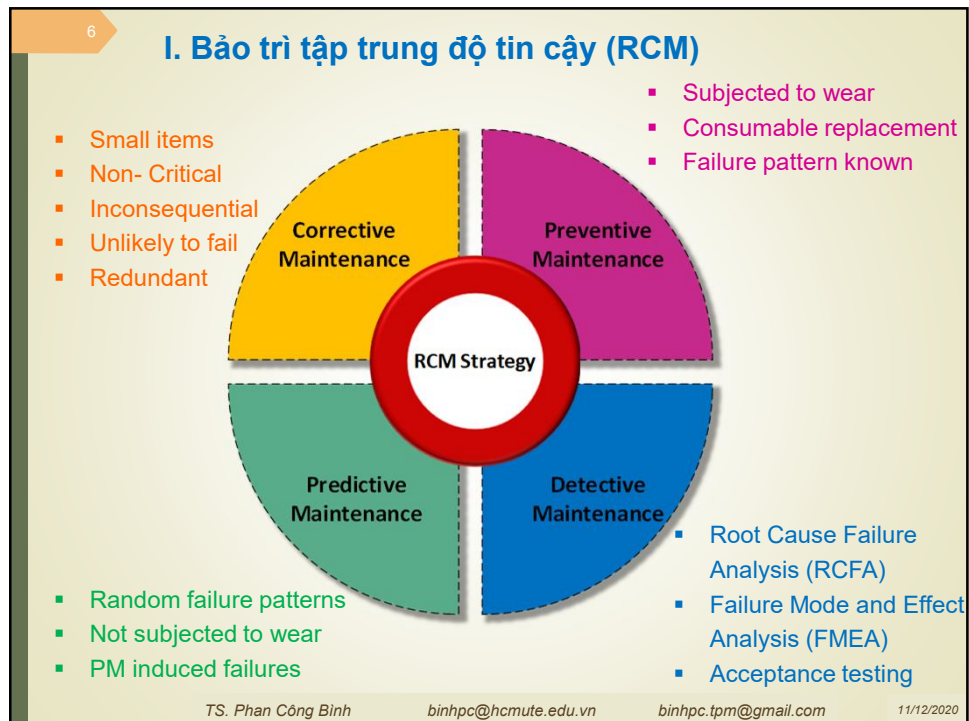 6
I. Bảo trì tập trung độ tin cậy (RCM)
▪ Subjected to wear
▪ Consumable replacement
▪ Failure pattern known
▪ Small items
▪ Non- Critical
▪ Inconsequential
▪ Unlikely to fail
▪ Redundant
Corrective
Maintenance
Preventive
Maintenance
RCM Strategy
Predictive
Maintenance
Detective
Maintenance
▪ Random failure patterns
▪ Not subjected to wear
▪ PM induced failures
▪ Root Cause Failure
Analysis (RCFA)
▪ Failure Mode and Effect
Analysis (FMEA)
▪ Acceptance testing
TS. Phan Công Bình binhpc@hcmute.edu.vn binhpc.tpm@gmail.com 11/12/2020